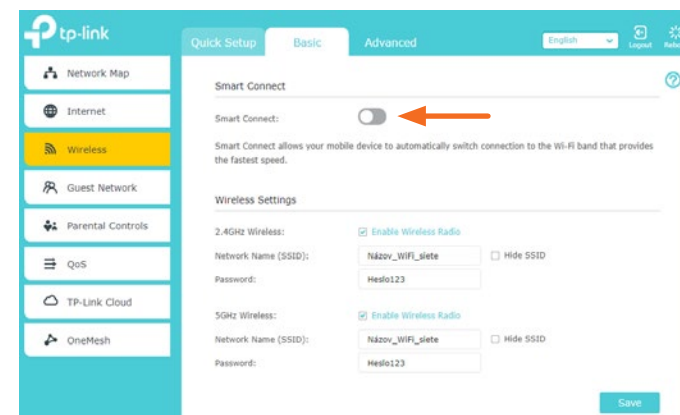 tp-link
Quick Setup Basic Advanced English Logout
Network Map
Internet
Wireless
Guest Network
Parental Controls
QoS
TP-Link Cloud
OneMesh
Smart Connect
Smart Connect:
Smart Connect allows your mobile device to automatically switch connection to the Wi-Fi band that provides
the fastest speed.
Wireless Settings
2.4GHz Wireless: Enable Wireless Radio
Network Name (SSID): Názov_WiFi_siete Hide SSID
Password: Heslo123
5GHz Wireless: Enable Wireless Radio
Network Name (SSID): Názov_WiFi_siete Hide SSID
Password: Heslo123
Save